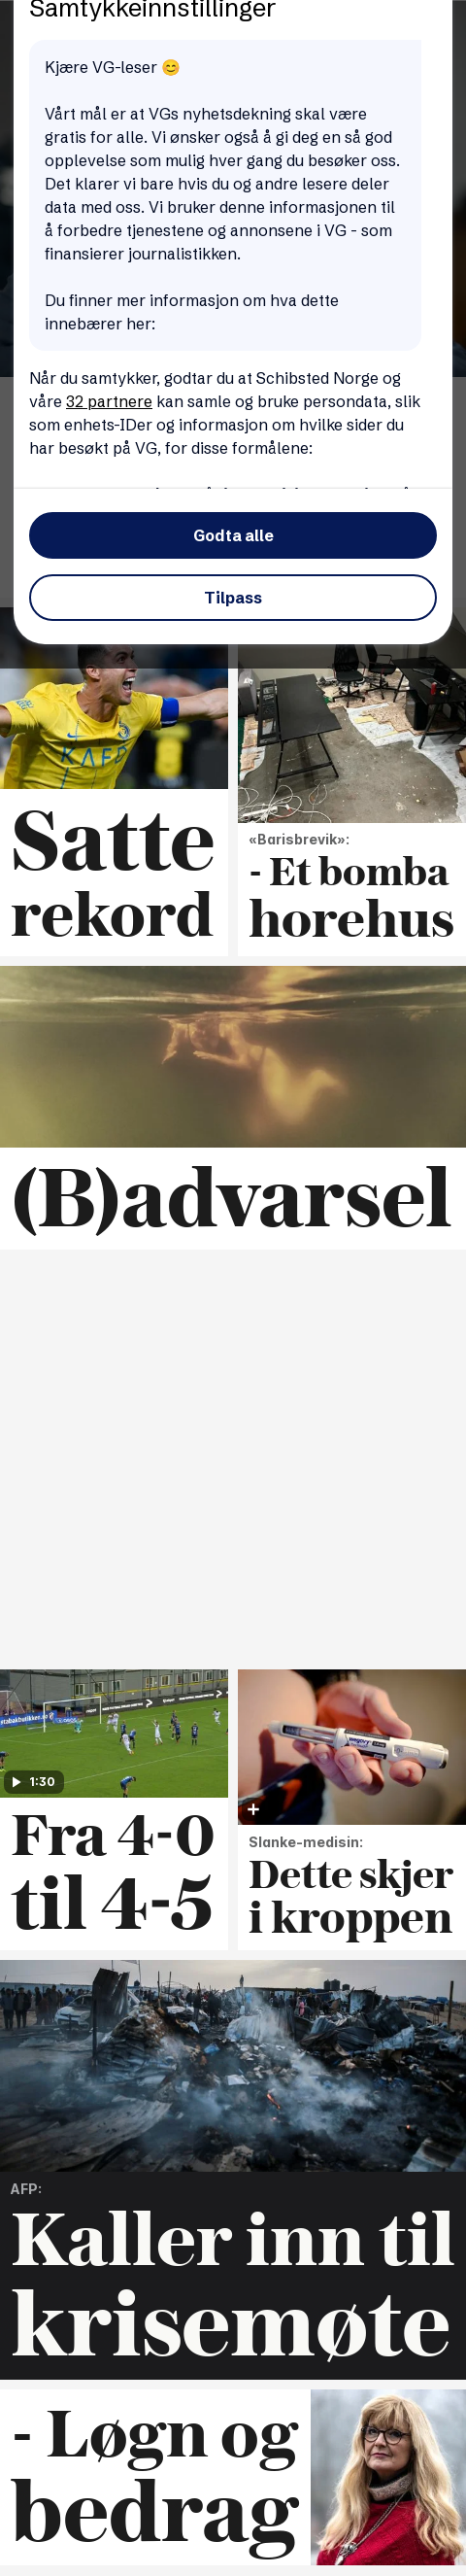 Samtykkeinnstillinger
Kjære VG-leser 😊
Vårt mål er at VGs nyhetsdekning skal være
gratis for alle. Vi ønsker også å gi deg en så god
opplevelse som mulig hver gang du besøker oss.
Det klarer vi bare hvis du og andre lesere deler
data med oss. Vi bruker denne informasjonen til
å forbedre tjenestene og annonsene i VG - som
finansierer journalistikken.
Du finner mer informasjon om hva dette
innebærer her:
Når du samtykker, godtar du at Schibsted Norge og
våre 32 partnere kan samle og bruke persondata, slik
som enhets-IDer og informasjon om hvilke sider du
har besøkt på VG, for disse formålene:
Godta alle
Tilpass
KAFD
Satte
rekord
«Barisbrevik»:
- Et bomba
horehus
(B)advarsel
1:30
Fra 4-0
til 4-5
Slanke-medisin:
Dette skjer
i kroppen
AFP:
Kaller inn til
krisemøte
- Løgn og
bedrag